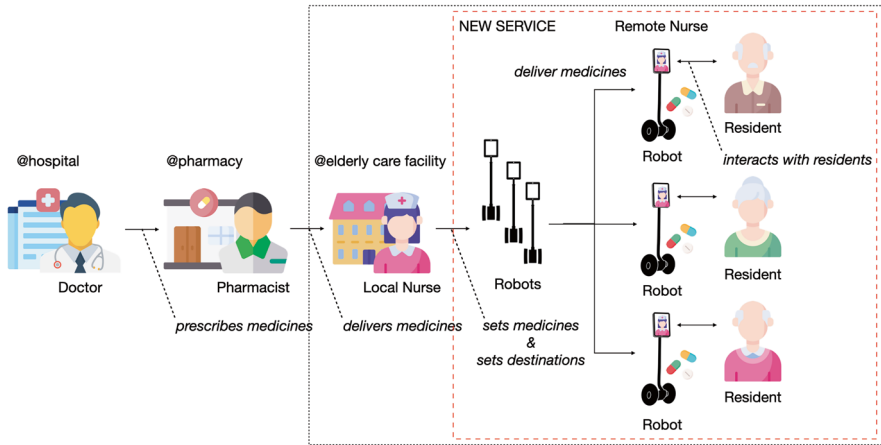 NEW SERVICE
Remote Nurse
deliver medicines
Resident
Robot
interacts with residents
@hospital
@pharmacy
@elderly care facility
Doctor
Pharmacist
Local Nurse
Robots
Robot
Resident
prescribes medicines
delivers medicines
sets medicines
&
sets destinations
Robot
Resident